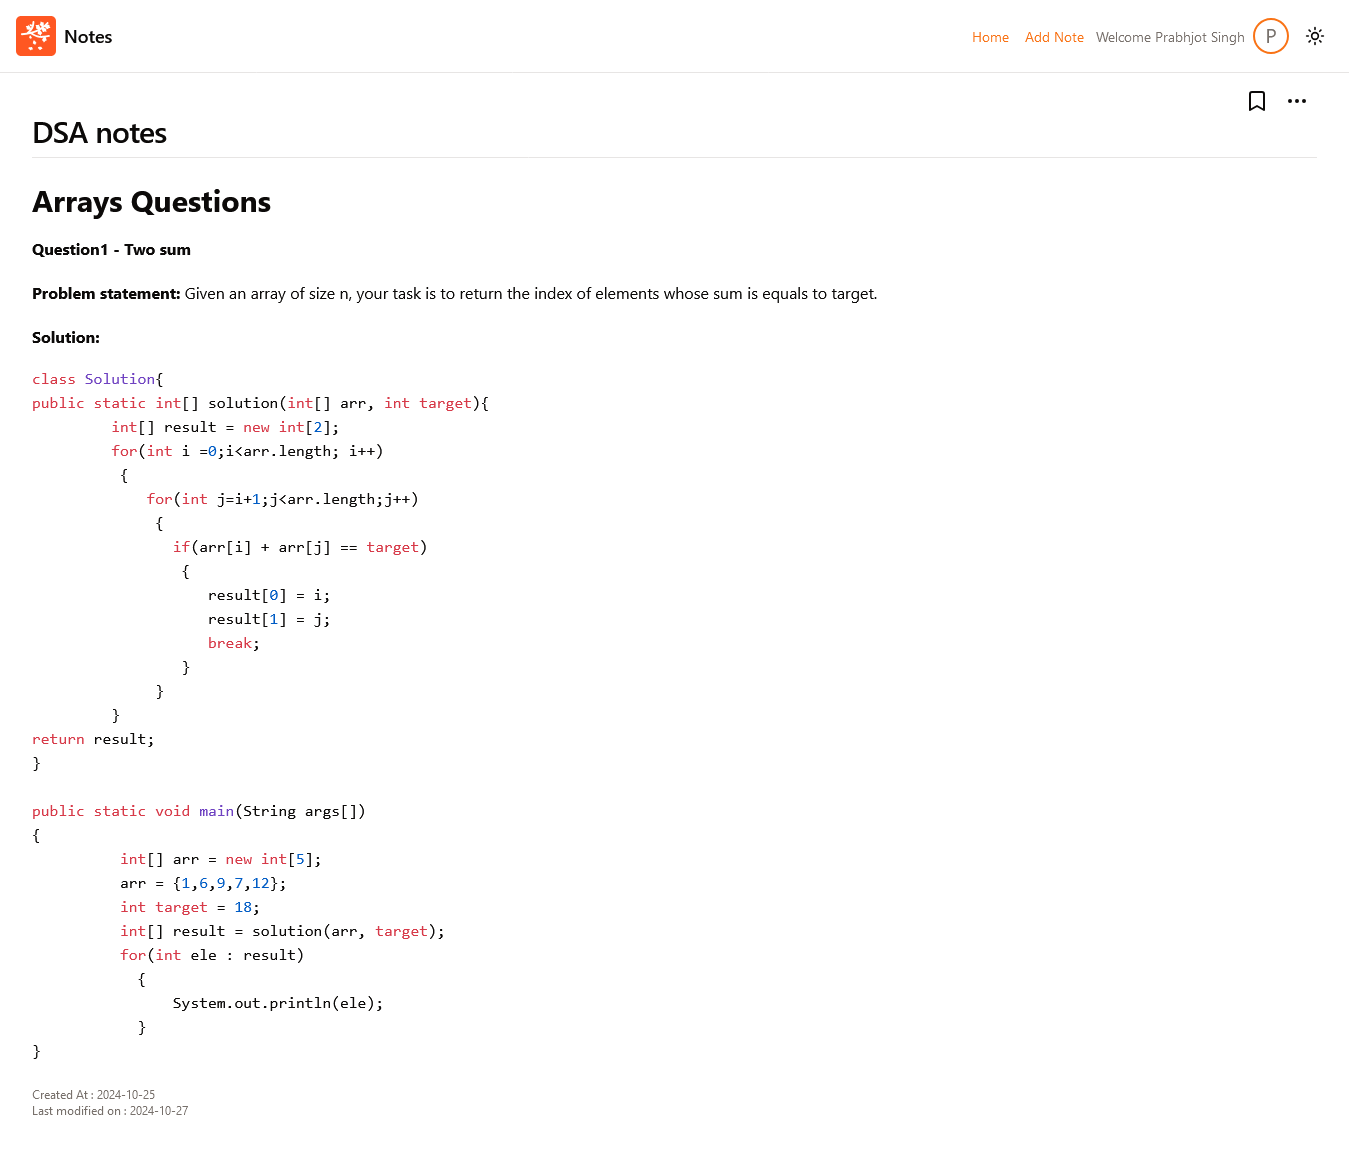 Notes
Home Add Note Welcome Prabhjot Singh P
DSA notes
Arrays Questions
Question1 - Two sum
Problem statement: Given an array of size n, your task is to return the index of elements whose sum is equals to target.
Solution:
class Solution{
public static int[] solution(int[] arr, int target){
         int[] result = new int[2];
         for(int i =0;i<arr.length; i++)
          {
             for(int j=i+1;j<arr.length;j++)
              {
                if(arr[i] + arr[j] == target)
                 {
                    result[0] = i;
                    result[1] = j;
                    break;
                 }
              }
         }
return result;
}
public static void main(String args[])
{
          int[] arr = new int[5];
          arr = {1,6,9,7,12};
          int target = 18;
          int[] result = solution(arr, target);
          for(int ele : result)
            {
                System.out.println(ele);
            }
}
Created At : 2024-10-25
Last modified on : 2024-10-27